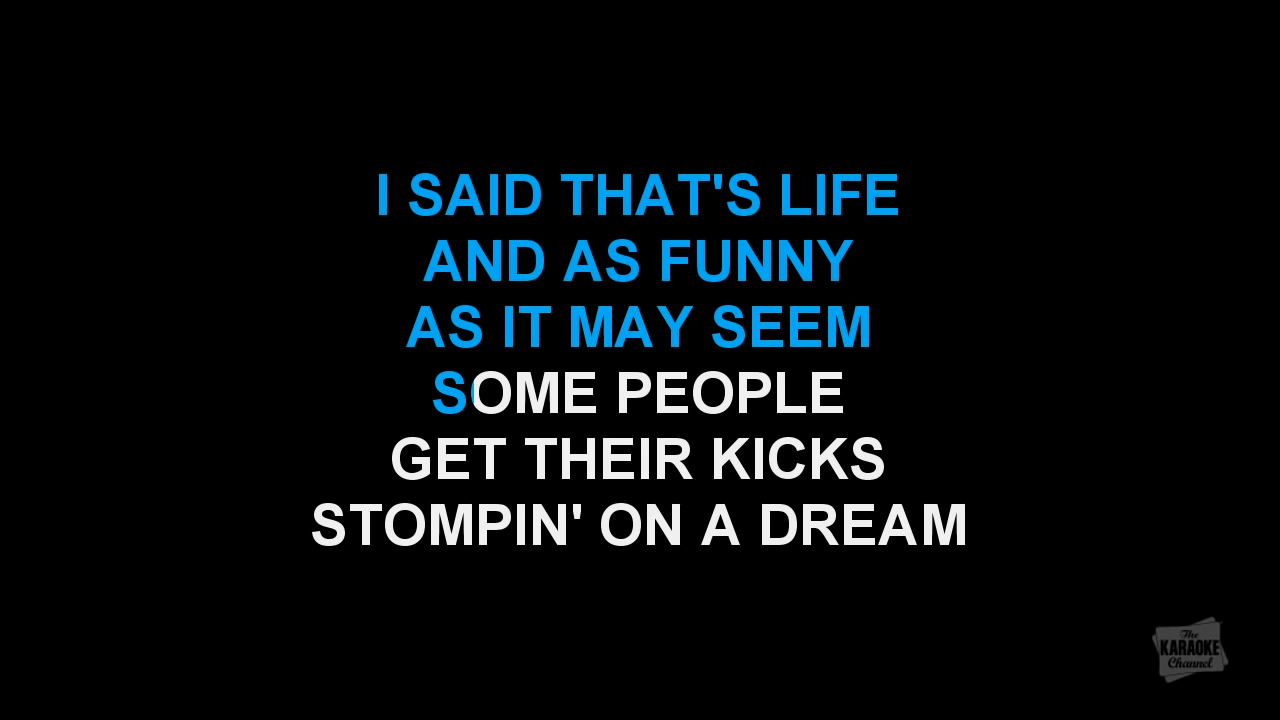 I SAID THAT'S LIFE
AND AS FUNNY
AS IT MAY SEEM
SOME PEOPLE
GET THEIR KICKS
STOMPIN' ON A DREAM
The
KARAOKE
Channel